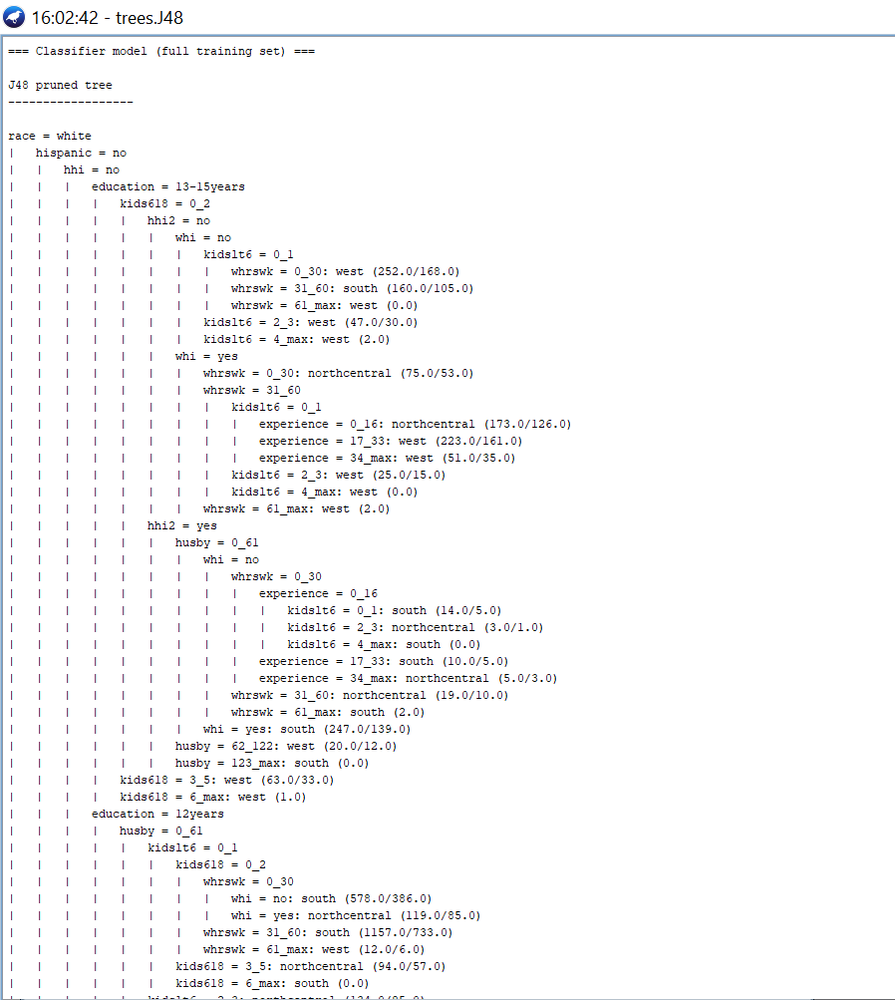 16:02:42 - trees.J48
=== Classifier model (full training set) ===
J48 pruned tree
------------------
race = white
|   hispanic = no
|   |   hhi = no
|   |   |   education = 13-15years
|   |   |   |   kids618 = 0_2
|   |   |   |   |   hhi2 = no
|   |   |   |   |   |   whi = no
|   |   |   |   |   |   |   kidslt6 = 0_1
|   |   |   |   |   |   |   |   whrswk = 0_30: west (252.0/168.0)
|   |   |   |   |   |   |   |   whrswk = 31_60: south (160.0/105.0)
|   |   |   |   |   |   |   |   whrswk = 61_max: west (0.0)
|   |   |   |   |   |   |   kidslt6 = 2_3: west (47.0/30.0)
|   |   |   |   |   |   |   kidslt6 = 4_max: west (2.0)
|   |   |   |   |   |   whi = yes
|   |   |   |   |   |   |   whrswk = 0_30: northcentral (75.0/53.0)
|   |   |   |   |   |   |   whrswk = 31_60
|   |   |   |   |   |   |   |   kidslt6 = 0_1
|   |   |   |   |   |   |   |   |   experience = 0_16: northcentral (173.0/126.0)
|   |   |   |   |   |   |   |   |   experience = 17_33: west (223.0/161.0)
|   |   |   |   |   |   |   |   |   experience = 34_max: west (51.0/35.0)
|   |   |   |   |   |   |   |   kidslt6 = 2_3: west (25.0/15.0)
|   |   |   |   |   |   |   |   kidslt6 = 4_max: west (0.0)
|   |   |   |   |   |   |   whrswk = 61_max: west (2.0)
|   |   |   |   |   hhi2 = yes
|   |   |   |   |   |   husby = 0_61
|   |   |   |   |   |   |   whi = no
|   |   |   |   |   |   |   |   whrswk = 0_30
|   |   |   |   |   |   |   |   |   experience = 0_16
|   |   |   |   |   |   |   |   |   |   kidslt6 = 0_1: south (14.0/5.0)
|   |   |   |   |   |   |   |   |   |   kidslt6 = 2_3: northcentral (3.0/1.0)
|   |   |   |   |   |   |   |   |   |   kidslt6 = 4_max: south (0.0)
|   |   |   |   |   |   |   |   |   experience = 17_33: south (10.0/5.0)
|   |   |   |   |   |   |   |   |   experience = 34_max: northcentral (5.0/3.0)
|   |   |   |   |   |   |   |   whrswk = 31_60: northcentral (19.0/10.0)
|   |   |   |   |   |   |   |   whrswk = 61_max: south (2.0)
|   |   |   |   |   |   |   whi = yes: south (247.0/139.0)
|   |   |   |   |   |   husby = 62_122: west (20.0/12.0)
|   |   |   |   |   |   husby = 123_max: south (0.0)
|   |   |   |   kids618 = 3_5: west (63.0/33.0)
|   |   |   |   kids618 = 6_max: west (1.0)
|   |   |   education = 12years
|   |   |   |   husby = 0_61
|   |   |   |   |   kidslt6 = 0_1
|   |   |   |   |   |   kids618 = 0_2
|   |   |   |   |   |   |   whrswk = 0_30
|   |   |   |   |   |   |   |   whi = no: south (578.0/386.0)
|   |   |   |   |   |   |   |   whi = yes: northcentral (119.0/85.0)
|   |   |   |   |   |   |   whrswk = 31_60: south (1157.0/733.0)
|   |   |   |   |   |   |   whrswk = 61_max: west (12.0/6.0)
|   |   |   |   |   |   kids618 = 3_5: northcentral (94.0/57.0)
|   |   |   |   |   |   kids618 = 6_max: south (0.0)